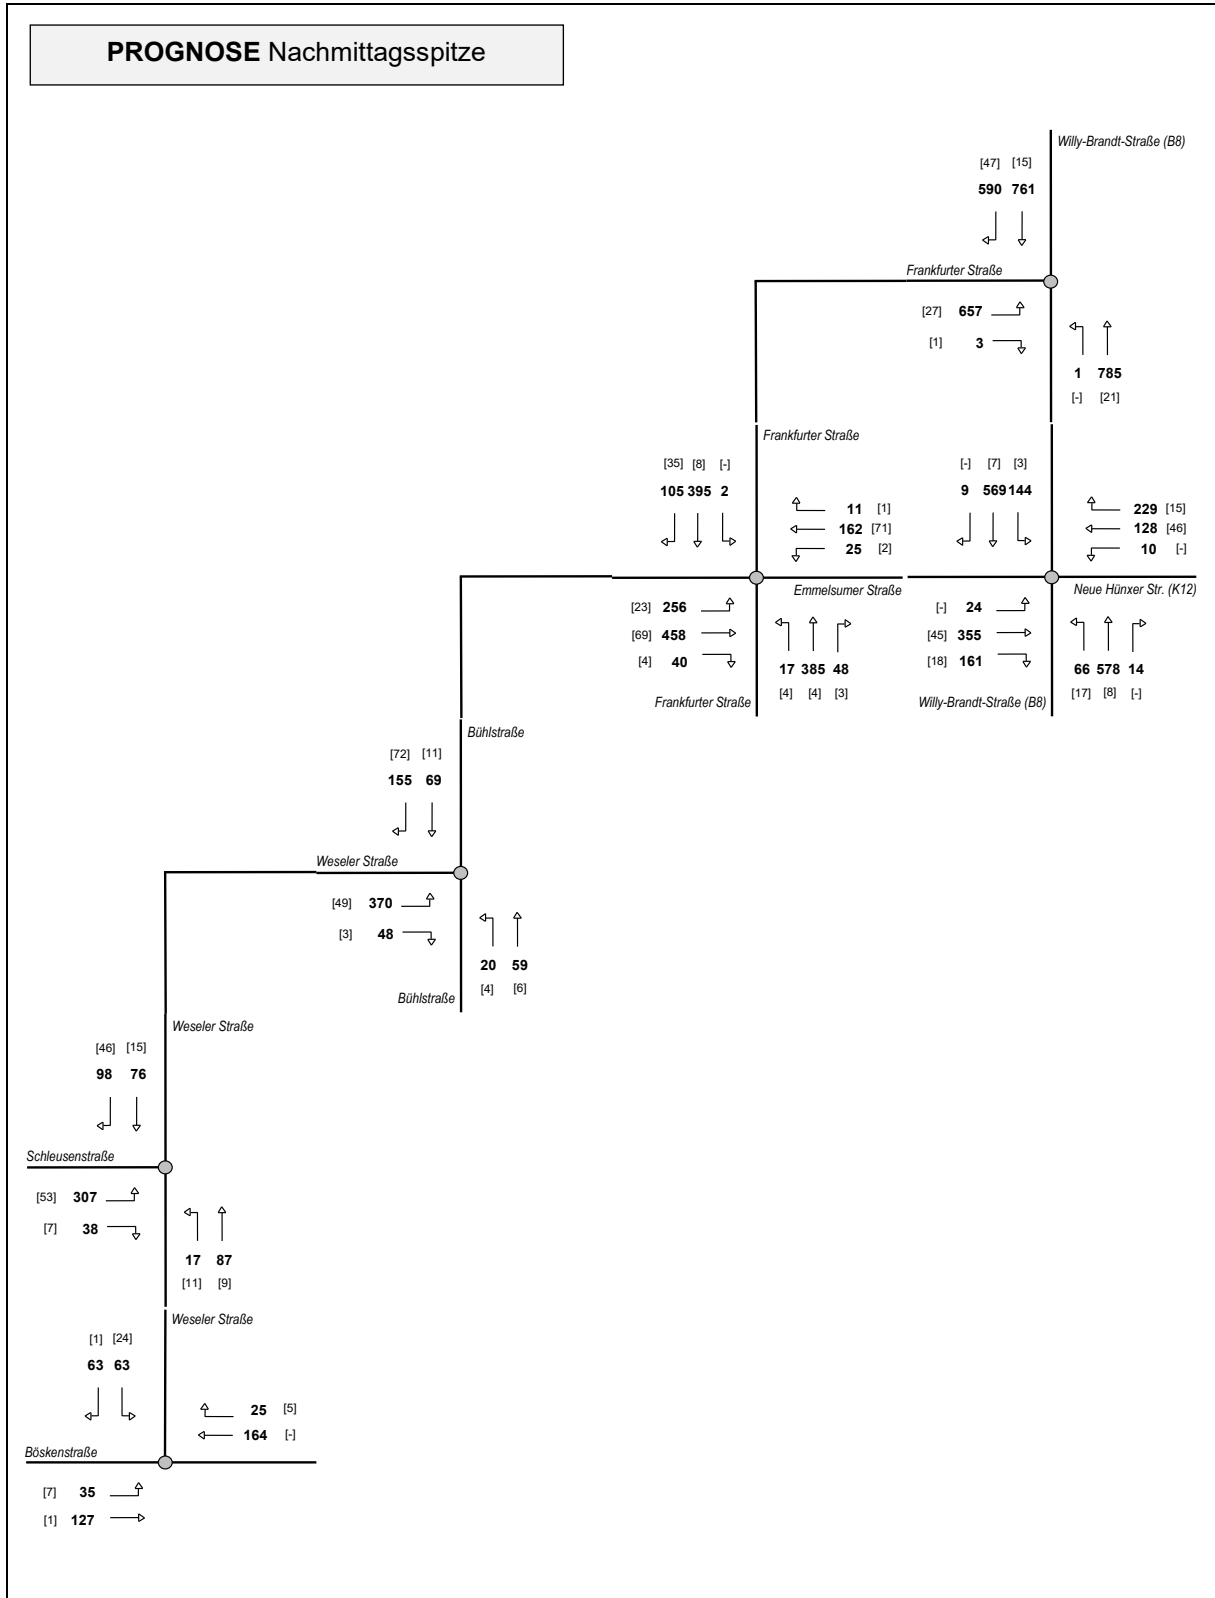 PROGNOSE Nachmittagsspitze
Willy-Brandt-Straße (B8)
[47] [15]
590 761
Frankfurter Straße
[27] 657
[1] 3
1 785
[-] [21]
Frankfurter Straße
[35] [8] [-]
105 395 2
11 [1]
162 [71]
25 [2]
[-] [7] [3]
9 569 144
229 [15]
128 [46]
10 [-]
Emmelsumer Straße
Neue Hünxer Str. (K12)
[23] 256
[69] 458
[4] 40
17 385 48
[4] [4] [3]
Frankfurter Straße
[-] 24
[45] 355
[18] 161
66 578 14
[17] [8] [-]
Willy-Brandt-Straße (B8)
Bühlstraße
[72] [11]
155 69
Weseler Straße
[49] 370
[3] 48
20 59
[4] [6]
Bühlstraße
Weseler Straße
[46] [15]
98 76
Schleusenstraße
[53] 307
[7] 38
17 87
[11] [9]
Weseler Straße
[1] [24]
63 63
25 [5]
164 [-]
Böskenstraße
[7] 35
[1] 127